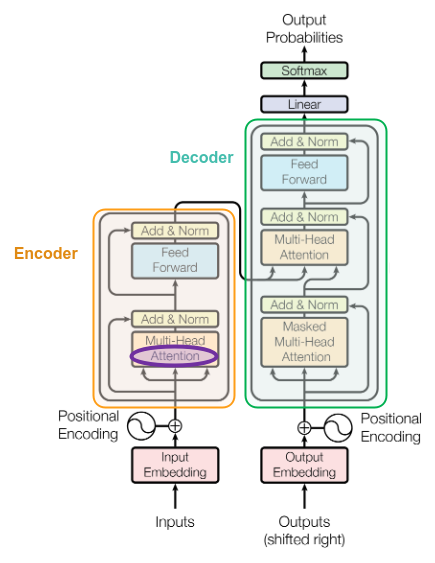 Output
Probabilities
Softmax
Linear
Decoder
Add & Norm
Feed
Forward
Add & Norm
Multi-Head
Attention
Add & Norm
Masked
Multi-Head
Attention
Encoder
Add & Norm
Feed
Forward
Add & Norm
Multi-Head
Attention
Positional
Encoding
Positional
Encoding
Input
Embedding
Output
Embedding
Inputs
Outputs
(shifted right)